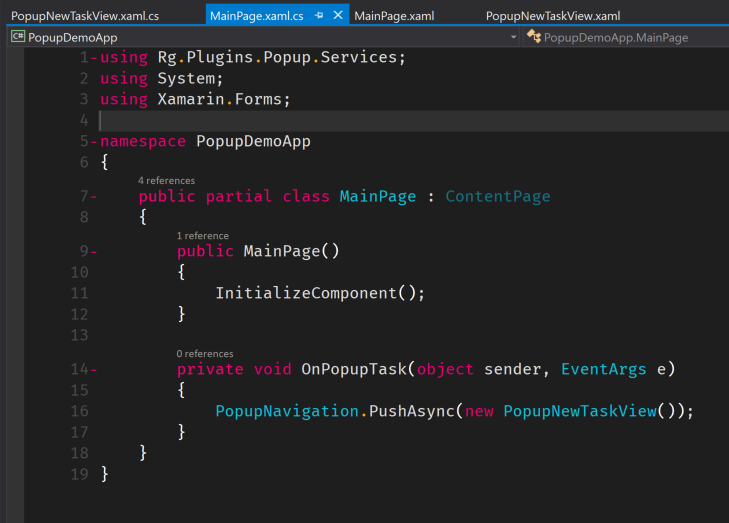 PopupNewTaskView.xaml.cs MainPage.xaml.cs MainPage.xaml PopupNewTaskView.xaml
C# PopupDemoApp PopupDemoApp.MainPage
1 using Rg.Plugins.Popup.Services;
2 using System;
3 using Xamarin.Forms;
4
5 namespace PopupDemoApp
6 {
4 references
7 public partial class MainPage : ContentPage
8 {
1 reference
9 public MainPage()
10 {
11 InitializeComponent();
12 }
13
0 references
14 private void OnPopupTask(object sender, EventArgs e)
15 {
16 PopupNavigation.PushAsync(new PopupNewTaskView());
17 }
18 }
19 }